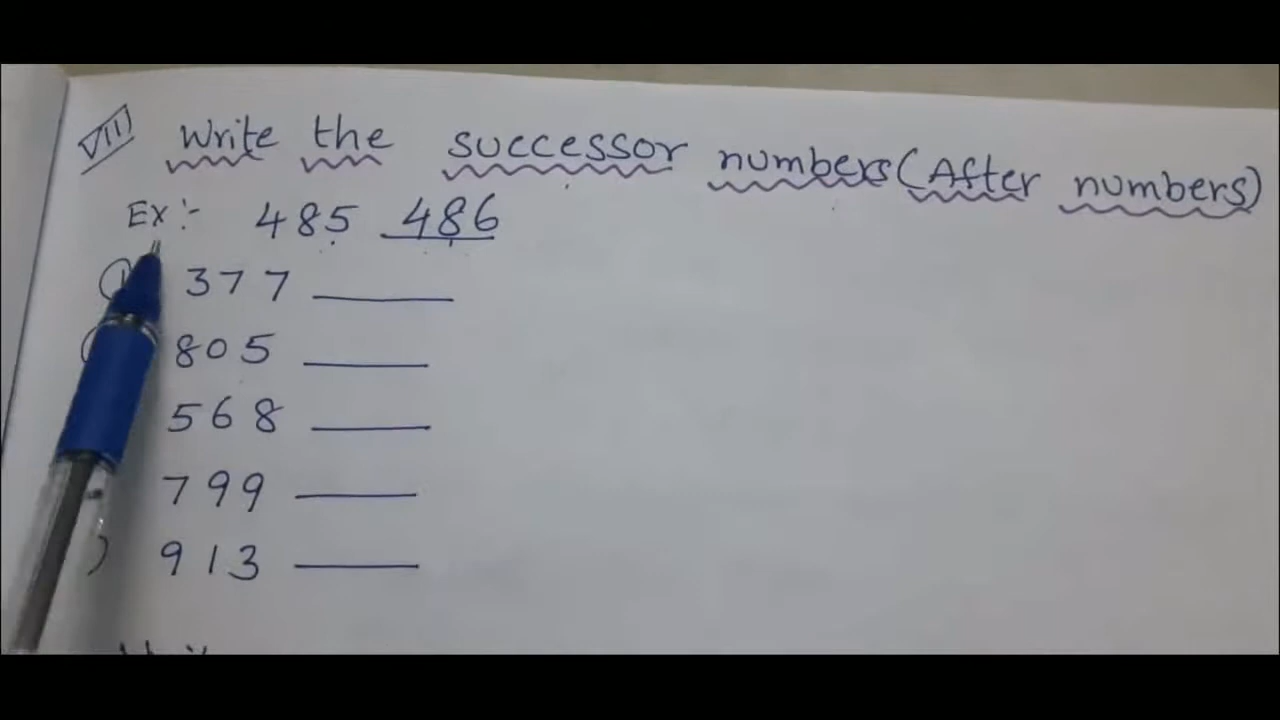 VII Write the successor numbers (After numbers)
Ex:- 485 486
377
805
568
799
) 913